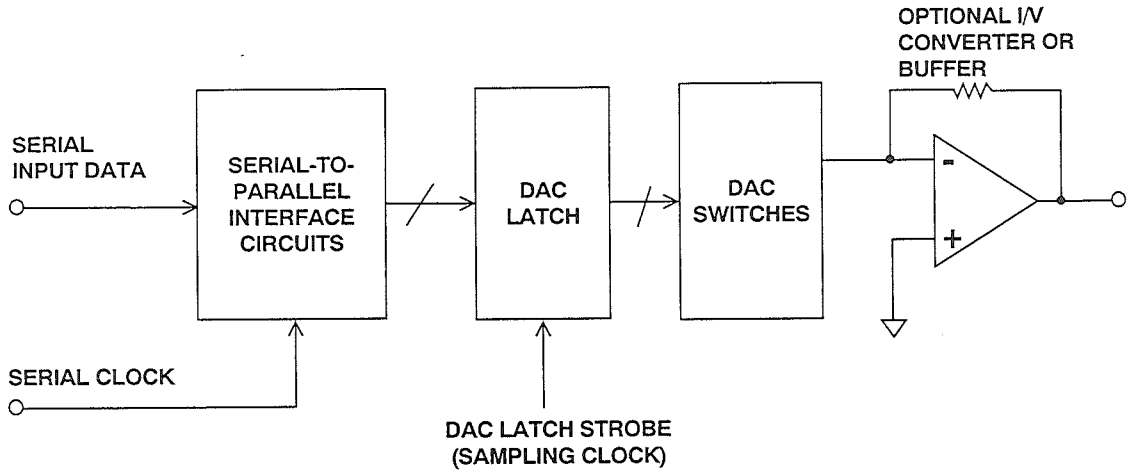 OPTIONAL I/V
CONVERTER OR
BUFFER
SERIAL
INPUT DATA
SERIAL-TO-
PARALLEL
INTERFACE
CIRCUITS
DAC
LATCH
DAC
SWITCHES
-
+
SERIAL CLOCK
DAC LATCH STROBE
(SAMPLING CLOCK)